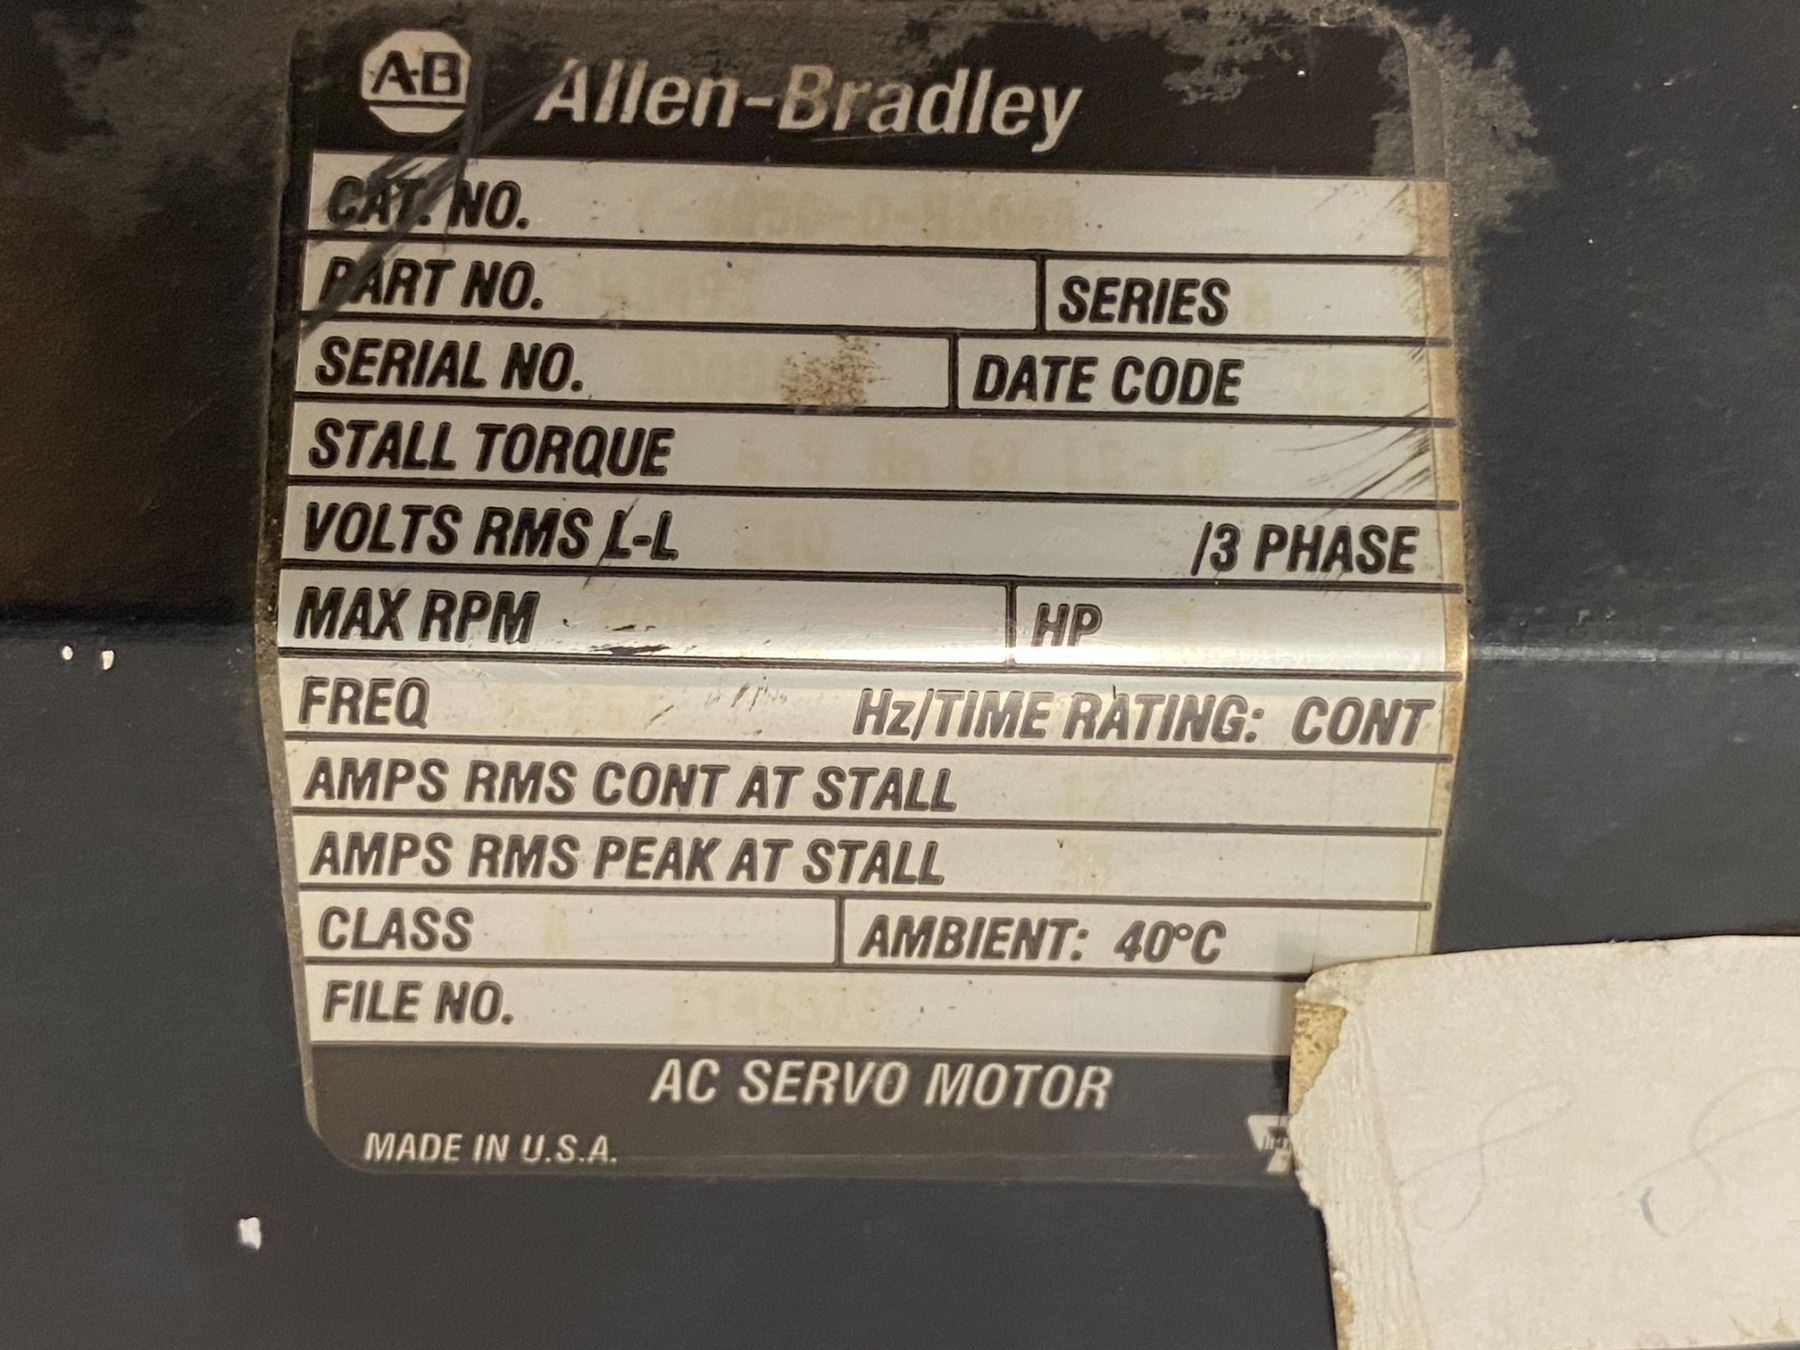 A-B Allen-Bradley
CAT. NO.
PART NO. SERIES
SERIAL NO. DATE CODE
STALL TORQUE
VOLTS RMS L-L /3 PHASE
MAX RPM HP
FREQ Hz/TIME RATING: CONT
AMPS RMS CONT AT STALL
AMPS RMS PEAK AT STALL
CLASS AMBIENT: 40°C
FILE NO.
AC SERVO MOTOR
MADE IN U.S.A.